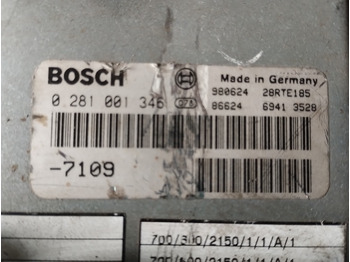 BOSCH
Made in Germany
980624 28RTE185
0 281 001 346
86624 6941 3528
-7109
700/300/2150/1/1/A/1